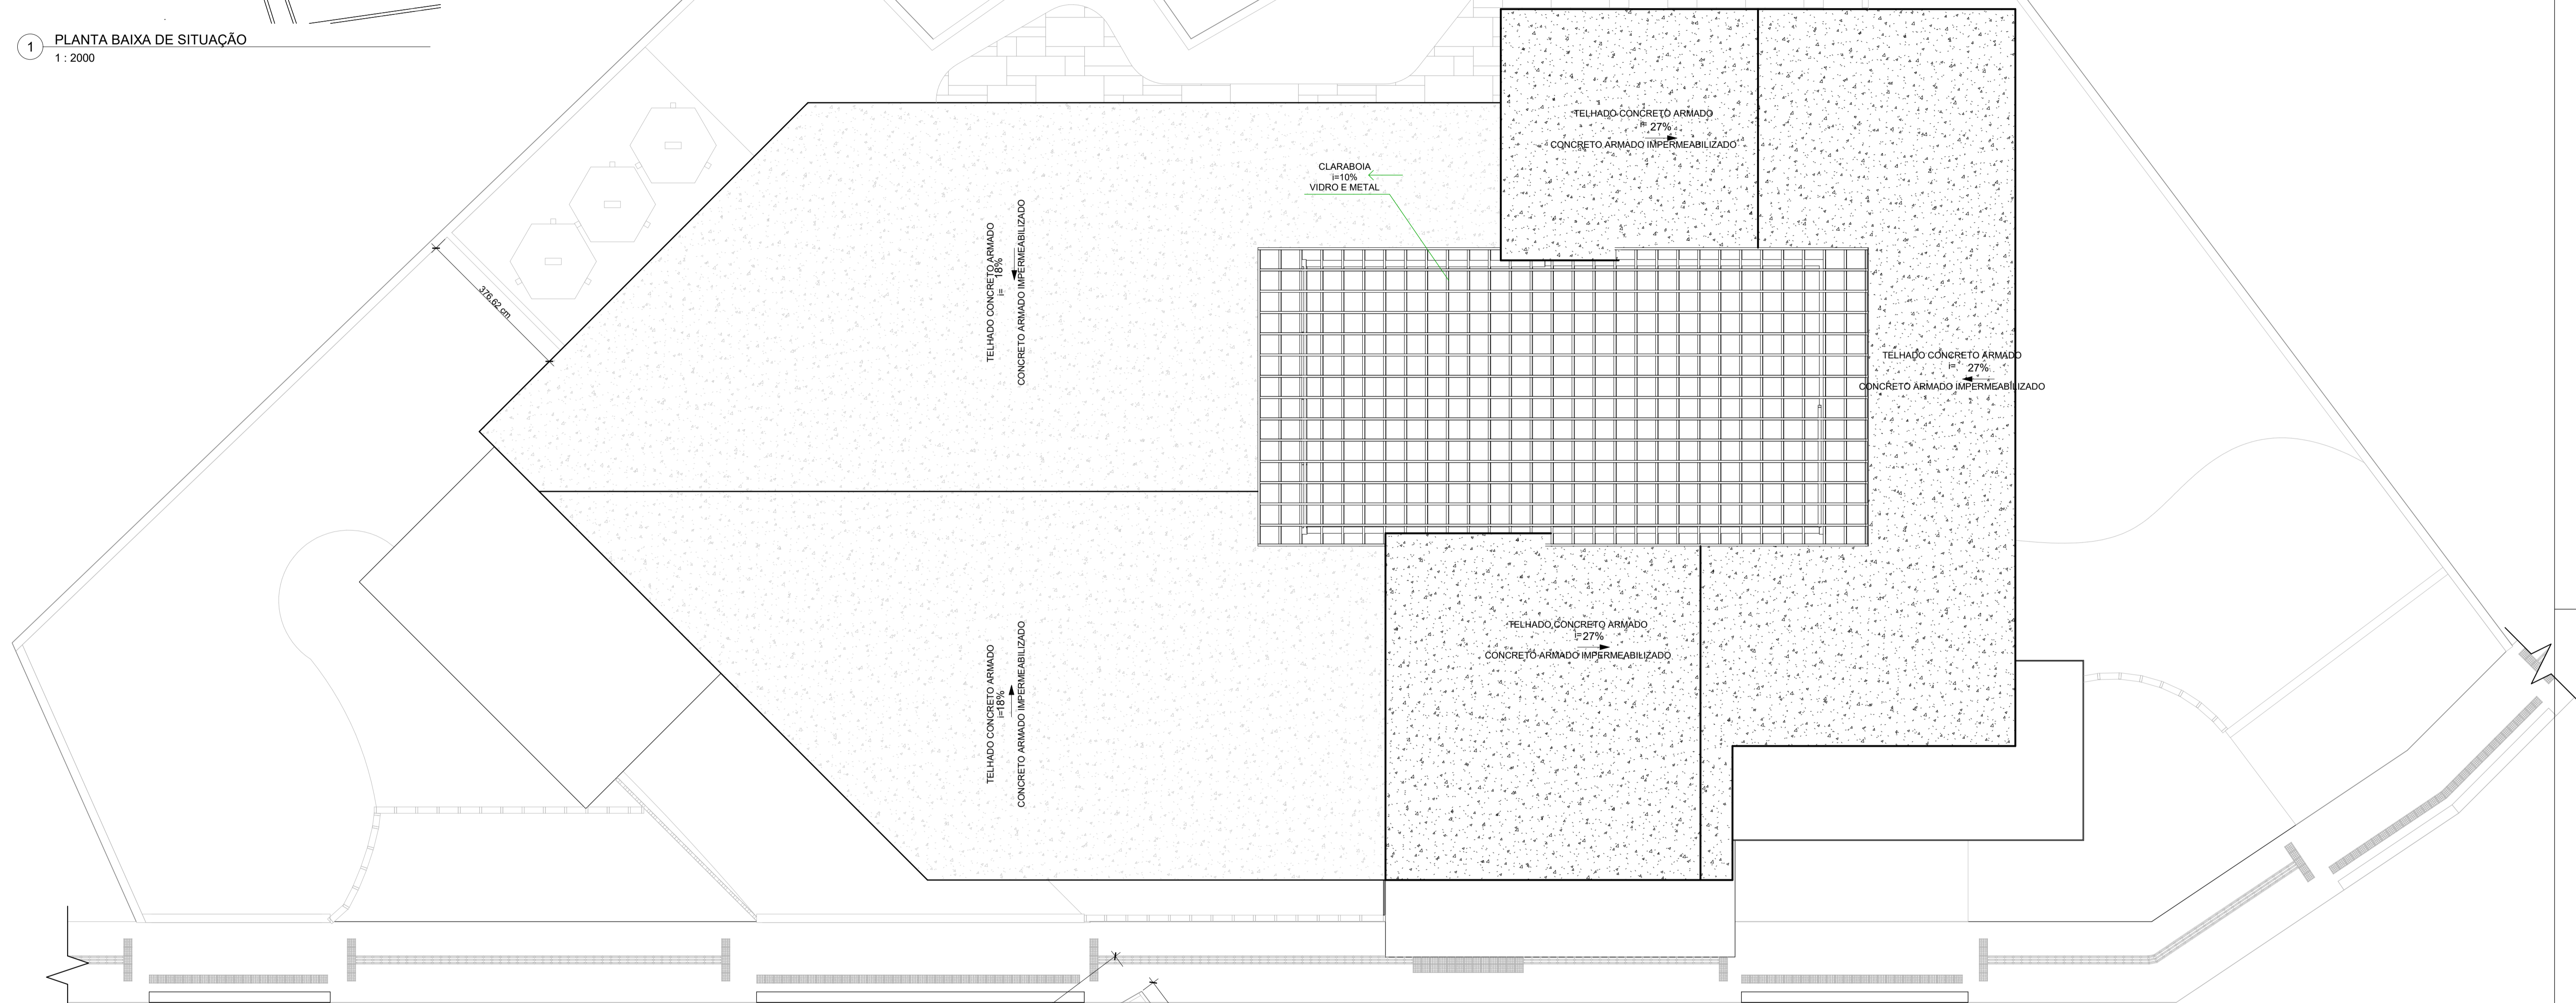 1 PLANTA BAIXA DE SITUAÇÃO
1 : 2000
TELHADO CONCRETO ARMADO
i= 27%
CONCRETO ARMADO IMPERMEABILIZADO
CLARABOIA
i=10%
VIDRO E METAL
TELHADO CONCRETO ARMADO
i= 18%
CONCRETO ARMADO IMPERMEABILIZADO
376.62 cm
TELHADO CONCRETO ARMADO
i= 27%
CONCRETO ARMADO IMPERMEABILIZADO
TELHADO CONCRETO ARMADO
i=18%
CONCRETO ARMADO IMPERMEABILIZADO
TELHADO CONCRETO ARMADO
i=27%
CONCRETO ARMADO IMPERMEABILIZADO